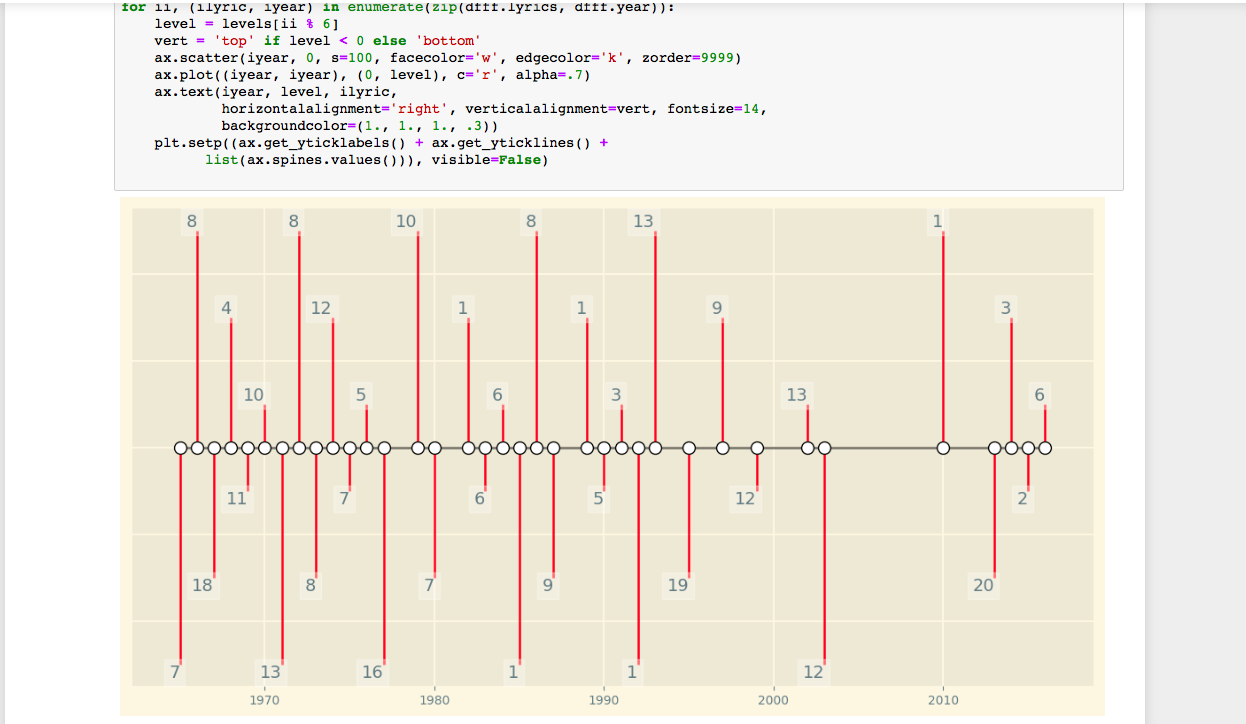 for ii, (ilyric, iyear) in enumerate(zip(dfff.lyrics, dfff.year)):
level = levels[ii % 6]
vert = 'top' if level < 0 else 'bottom'
ax.scatter(iyear, 0, s=100, facecolor='w', edgecolor='k', zorder=9999)
ax.plot((iyear, iyear), (0, level), c='r', alpha=.7)
ax.text(iyear, level, ilyric,
horizontalalignment='right', verticalalignment=vert, fontsize=14,
backgroundcolor=(1., 1., 1., .3))
plt.setp((ax.get_yticklabels() + ax.get_yticklines() +
list(ax.spines.values())), visible=False)
8 8 10 8 13 1
4 12 1 1 9 3
10 5 6 3 13 6
11 7 6 5 12 2
18 8 7 9 19 20
7 13 16 1 1 12
1970 1980 1990 2000 2010